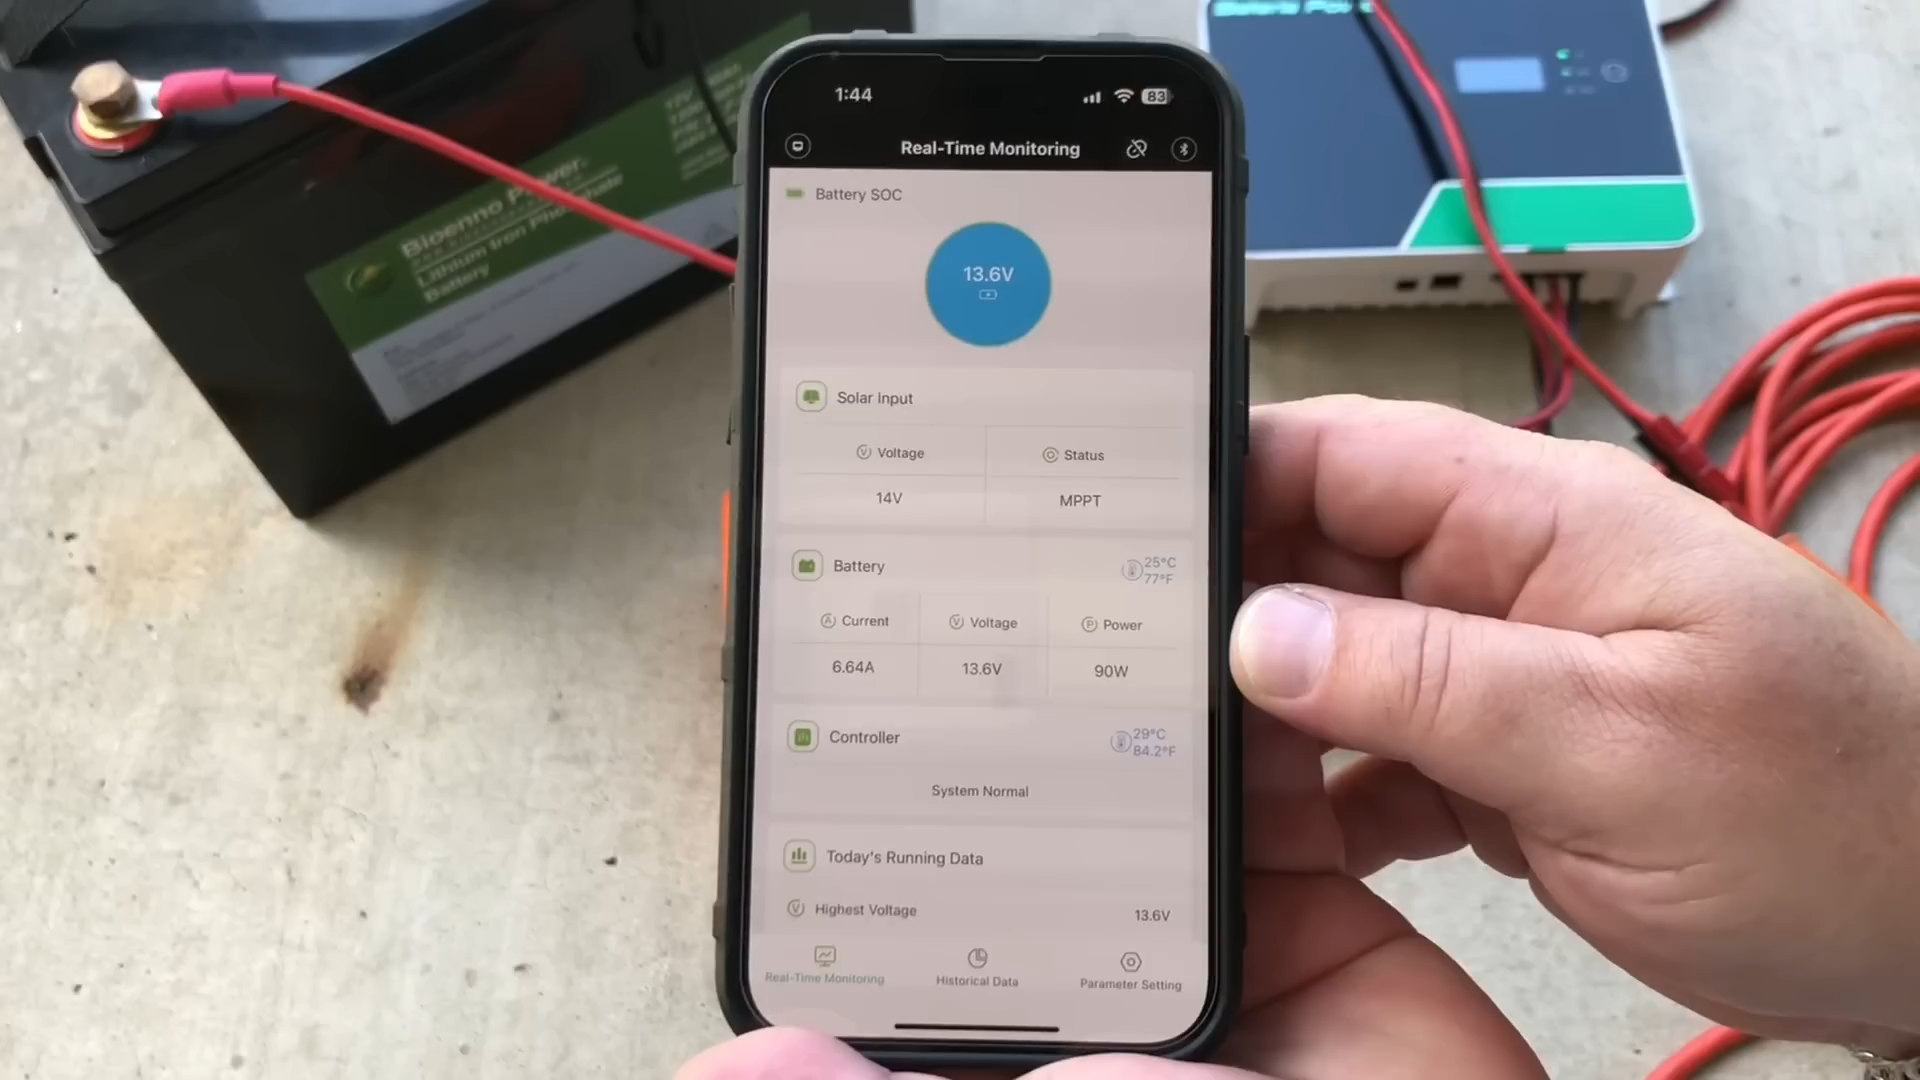 1:44
83
Real-Time Monitoring
Battery SOC
13.6V
Solar Input
Voltage
Status
14V
MPPT
Battery
25°C
77°F
Current
Voltage
Power
6.64A
13.6V
90W
Controller
29°C
84.2°F
System Normal
Today's Running Data
Highest Voltage
13.6V
Real-Time Monitoring
Historical Data
Parameter Setting
Bioenno Power
Lithium Iron Phosphate
Battery